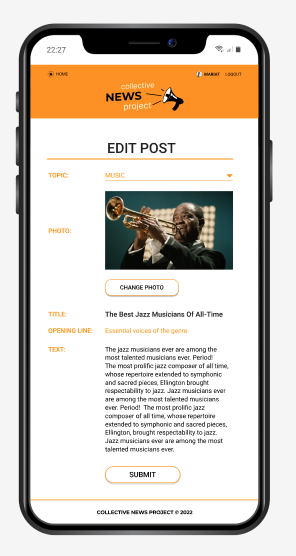 22:27
HOME
MARIAT LOGOUT
collective
NEWS
project
EDIT POST
TOPIC: MUSIC
PHOTO:
CHANGE PHOTO
TITLE: The Best Jazz Musicians Of All-Time
OPENING LINE: Essential voices of the genre.
TEXT: The jazz musicians ever are among the
most talented musicians ever. Period!
The most prolific jazz composer of all time,
whose repertoire extended to symphonic
and sacred pieces, Ellington brought
respectability to jazz. Jazz musicians ever
are among the most talented musicians
ever. Period! The most prolific jazz
composer of all time, whose repertoire
extended to symphonic and sacred pieces,
Ellington, brought respectability to jazz.
Jazz musicians ever are among the most
talented musicians ever.
SUBMIT
COLLECTIVE NEWS PROJECT © 2022